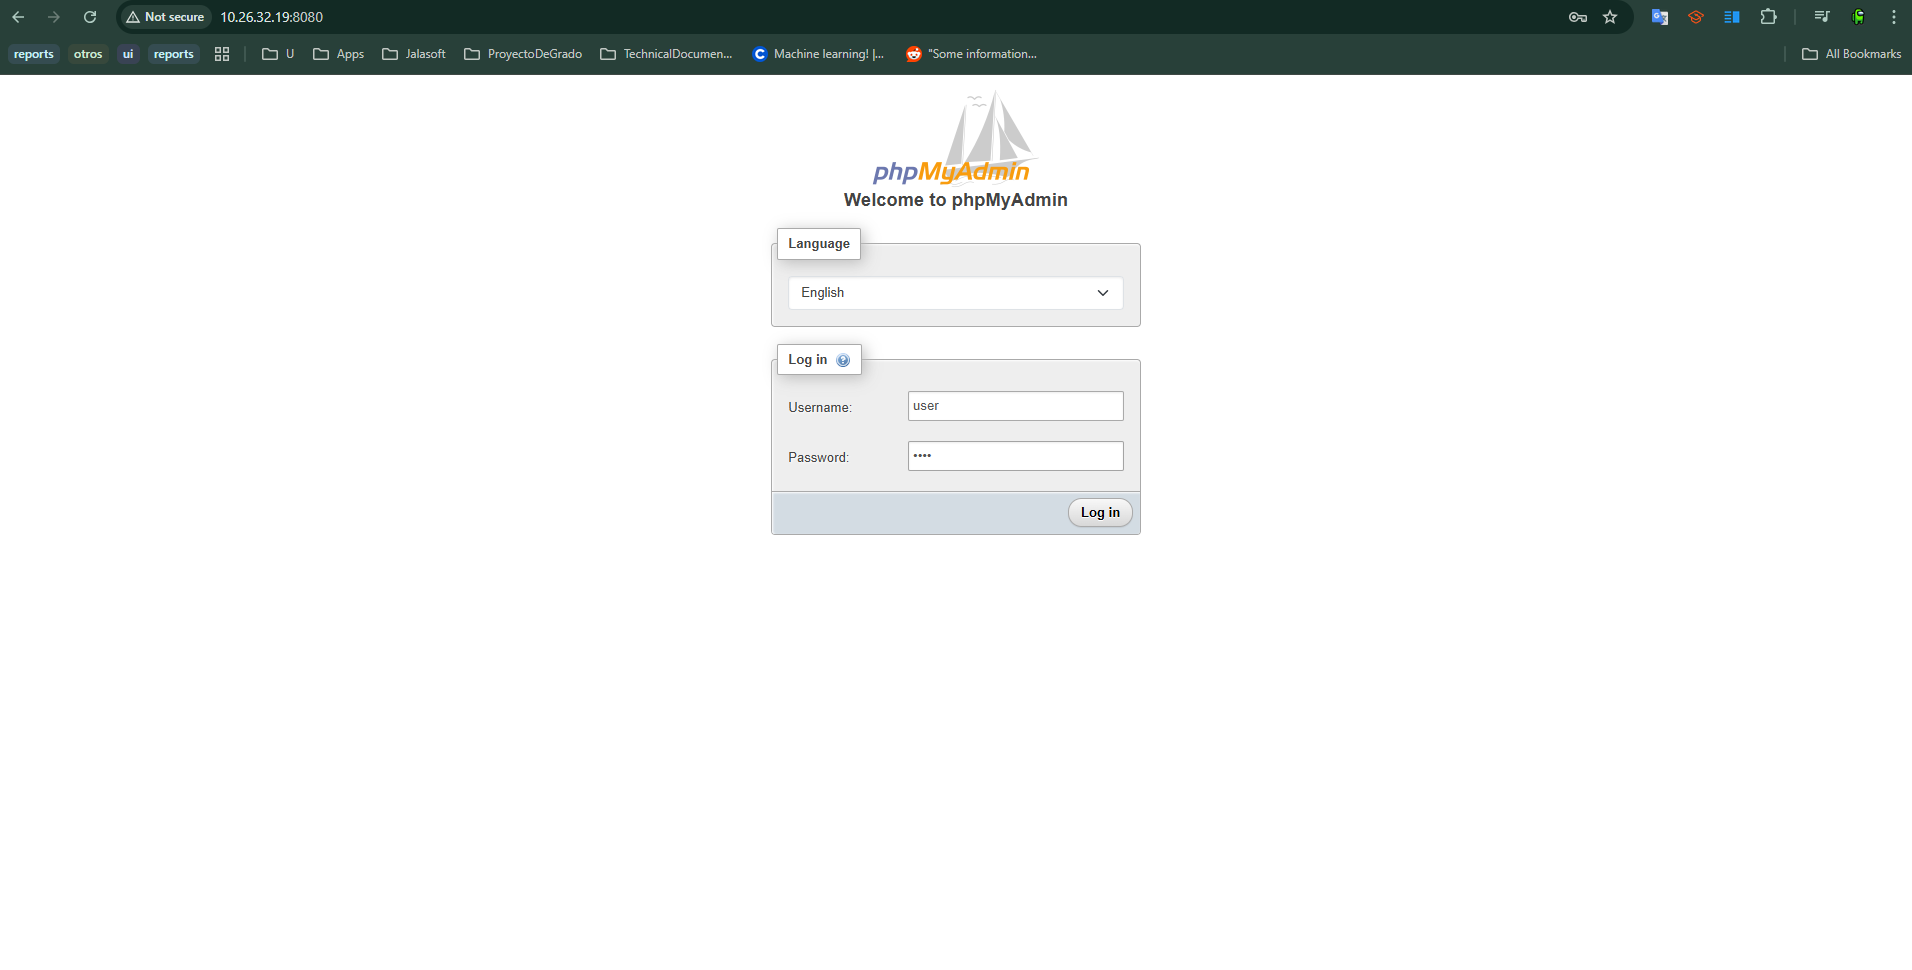 Not secure 10.26.32.19:8080
reports otros ui reports U Apps Jalasoft ProyectoDeGrado TechnicalDocumen... Machine learning! |... "Some information... All Bookmarks
phpMyAdmin
Welcome to phpMyAdmin
Language
English
Log in
Username: user
Password: ••••
Log in